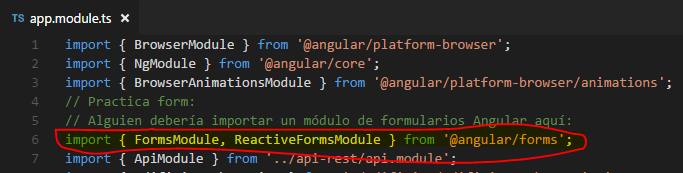 TS app.module.ts ×
1 import { BrowserModule } from '@angular/platform-browser';
2 import { NgModule } from '@angular/core';
3 import { BrowserAnimationsModule } from '@angular/platform-browser/animations';
4 // Practica form:
5 // Alguien debería importar un módulo de formularios Angular aquí:
6 import { FormsModule, ReactiveFormsModule } from '@angular/forms';
7 import { ApiModule } from '../api-rest/api.module';